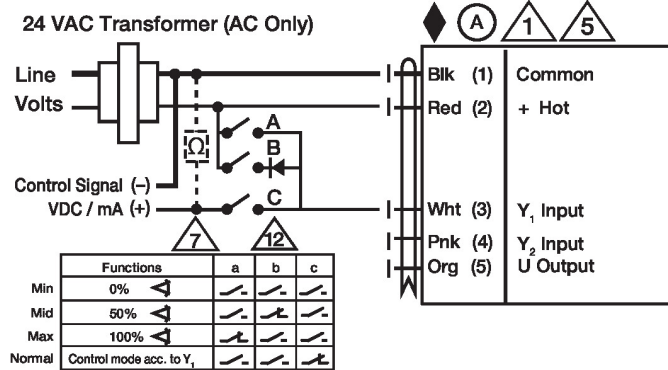 24 VAC Transformer (AC Only)
A 1 5
Line
Volts
Blk (1) Common
Red (2) + Hot
A
Ω
B
Control Signal (–)
VDC / mA (+)
C
Wht (3) Y₁ Input
7 12
Pnk (4) Y₂ Input
Org (5) U Output
Functions a b c
Min 0%
Mid 50%
Max 100%
Normal Control mode acc. to Y₁